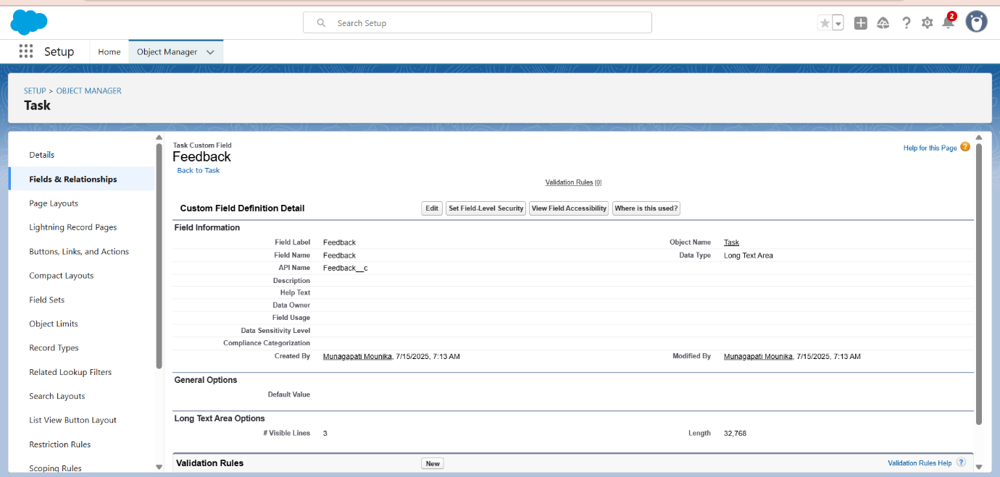 Search Setup
2
Setup
Home
Object Manager
SETUP > OBJECT MANAGER
Task
Details
Fields & Relationships
Page Layouts
Lightning Record Pages
Buttons, Links, and Actions
Compact Layouts
Field Sets
Object Limits
Record Types
Related Lookup Filters
Search Layouts
List View Button Layout
Restriction Rules
Scoping Rules
Task Custom Field
Feedback
Back to Task
Help for this Page ?
Validation Rules [0]
Custom Field Definition Detail Edit Set Field-Level Security View Field Accessibility Where is this used?
Field Information
Field Label Feedback Object Name Task
Field Name Feedback Data Type Long Text Area
API Name Feedback__c
Description
Help Text
Data Owner
Field Usage
Data Sensitivity Level
Compliance Categorization
Created By Munagapati Mounika, 7/15/2025, 7:13 AM Modified By Munagapati Mounika, 7/15/2025, 7:13 AM
General Options
Default Value
Long Text Area Options
# Visible Lines 3 Length 32,768
Validation Rules New Validation Rules Help ?